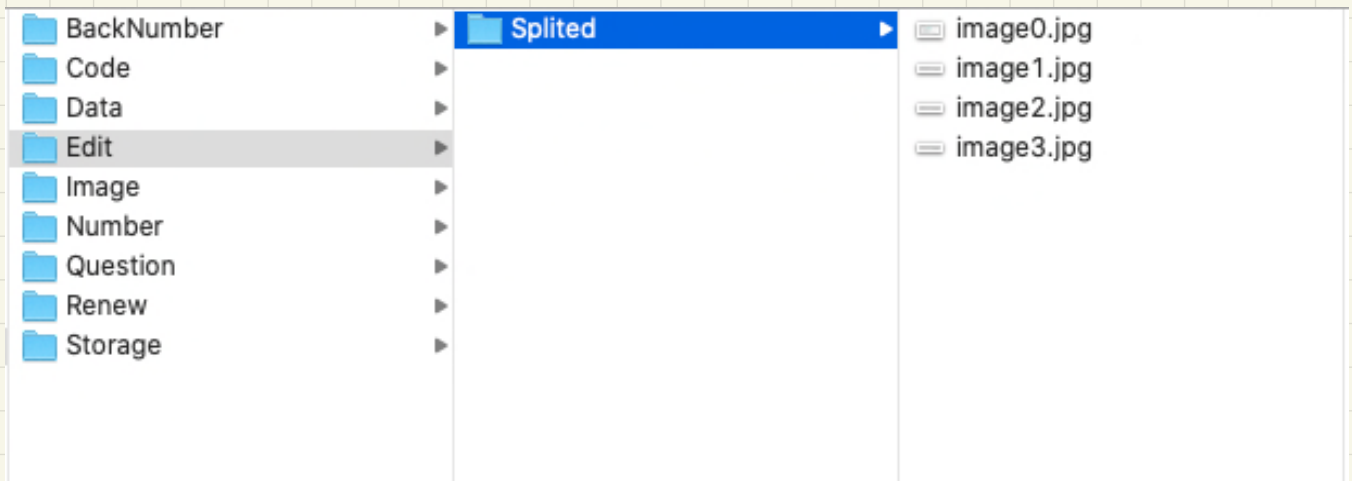 BackNumber
Code
Data
Edit
Image
Number
Question
Renew
Storage
Splited
image0.jpg
image1.jpg
image2.jpg
image3.jpg